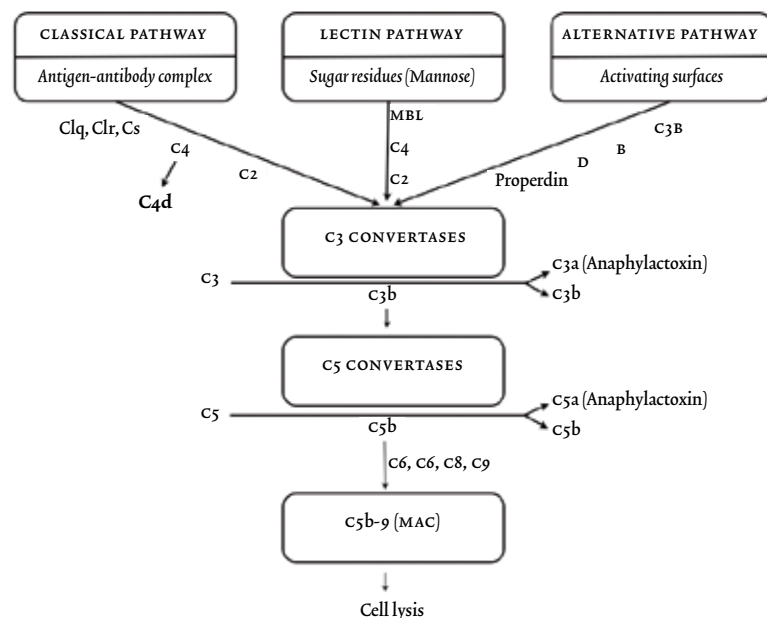 CLASSICAL PATHWAY
Antigen-antibody complex
LECTIN PATHWAY
Sugar residues (Mannose)
ALTERNATIVE PATHWAY
Activating surfaces
Clq, Clr, Cs
C4
C2
C4d
MBL
C4
C2
C3B
B
D
Properdin
C3 CONVERTASES
C3
C3b
C3a (Anaphylactoxin)
C3b
C5 CONVERTASES
C5
C5b
C5a (Anaphylactoxin)
C5b
C6, C6, C8, C9
C5b-9 (MAC)
Cell lysis